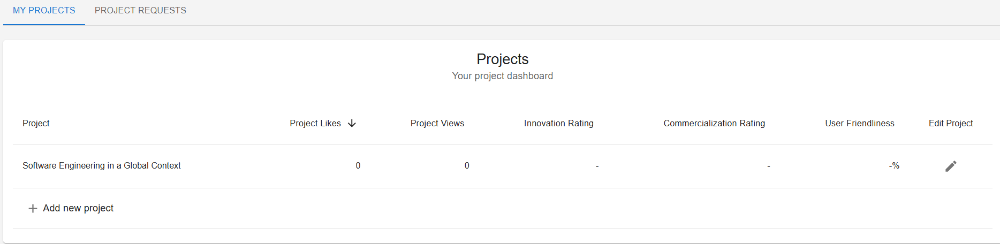 MY PROJECTS PROJECT REQUESTS
Projects
Your project dashboard
Project Project Likes Project Views Innovation Rating Commercialization Rating User Friendliness Edit Project
Software Engineering in a Global Context 0 0 - - -%
Add new project